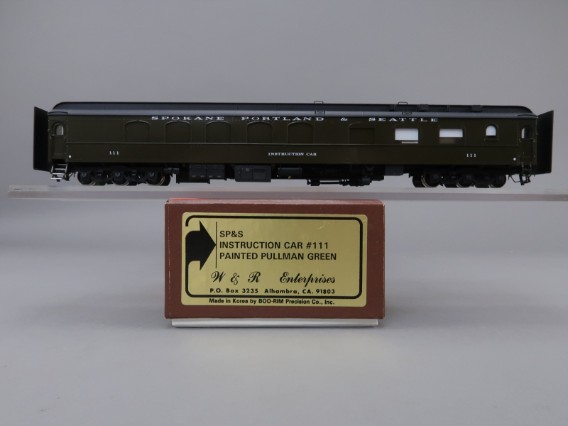 SPOKANE PORTLAND & SEATTLE
111
INSTRUCTION CAR
111
SP&S
INSTRUCTION CAR #111
PAINTED PULLMAN GREEN
W & R Enterprises
P.O. Box 3235 Alhambra, CA. 91803
Made in Korea by BOO-RIM Precision Co., Inc.